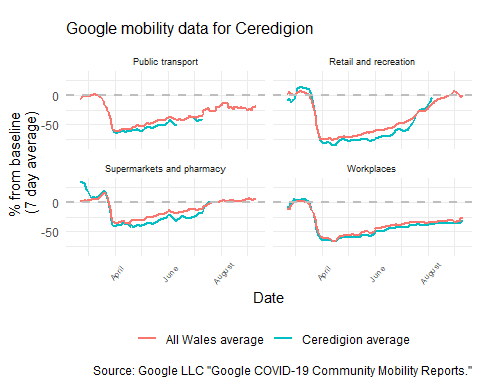 Google mobility data for Ceredigion
Public transport
Retail and recreation
0
-50
Supermarkets and pharmacy
Workplaces
0
-50
% from baseline
(7 day average)
April
June
August
April
June
August
Date
All Wales average
Ceredigion average
Source: Google LLC "Google COVID-19 Community Mobility Reports."